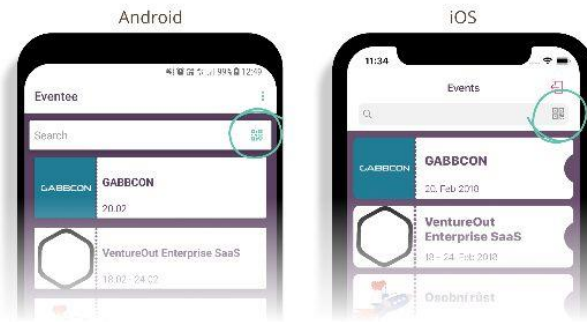 Android
iOS
99% 12:49
Eventee
Search
GABBCON
GABBCON
20.02
VentureOut Enterprise SaaS
18.02 - 24.02
11:34
Events
GABBCON
GABBCON
20. Feb 2018
VentureOut
Enterprise SaaS
18 - 24. Feb 2018
Osobní růst